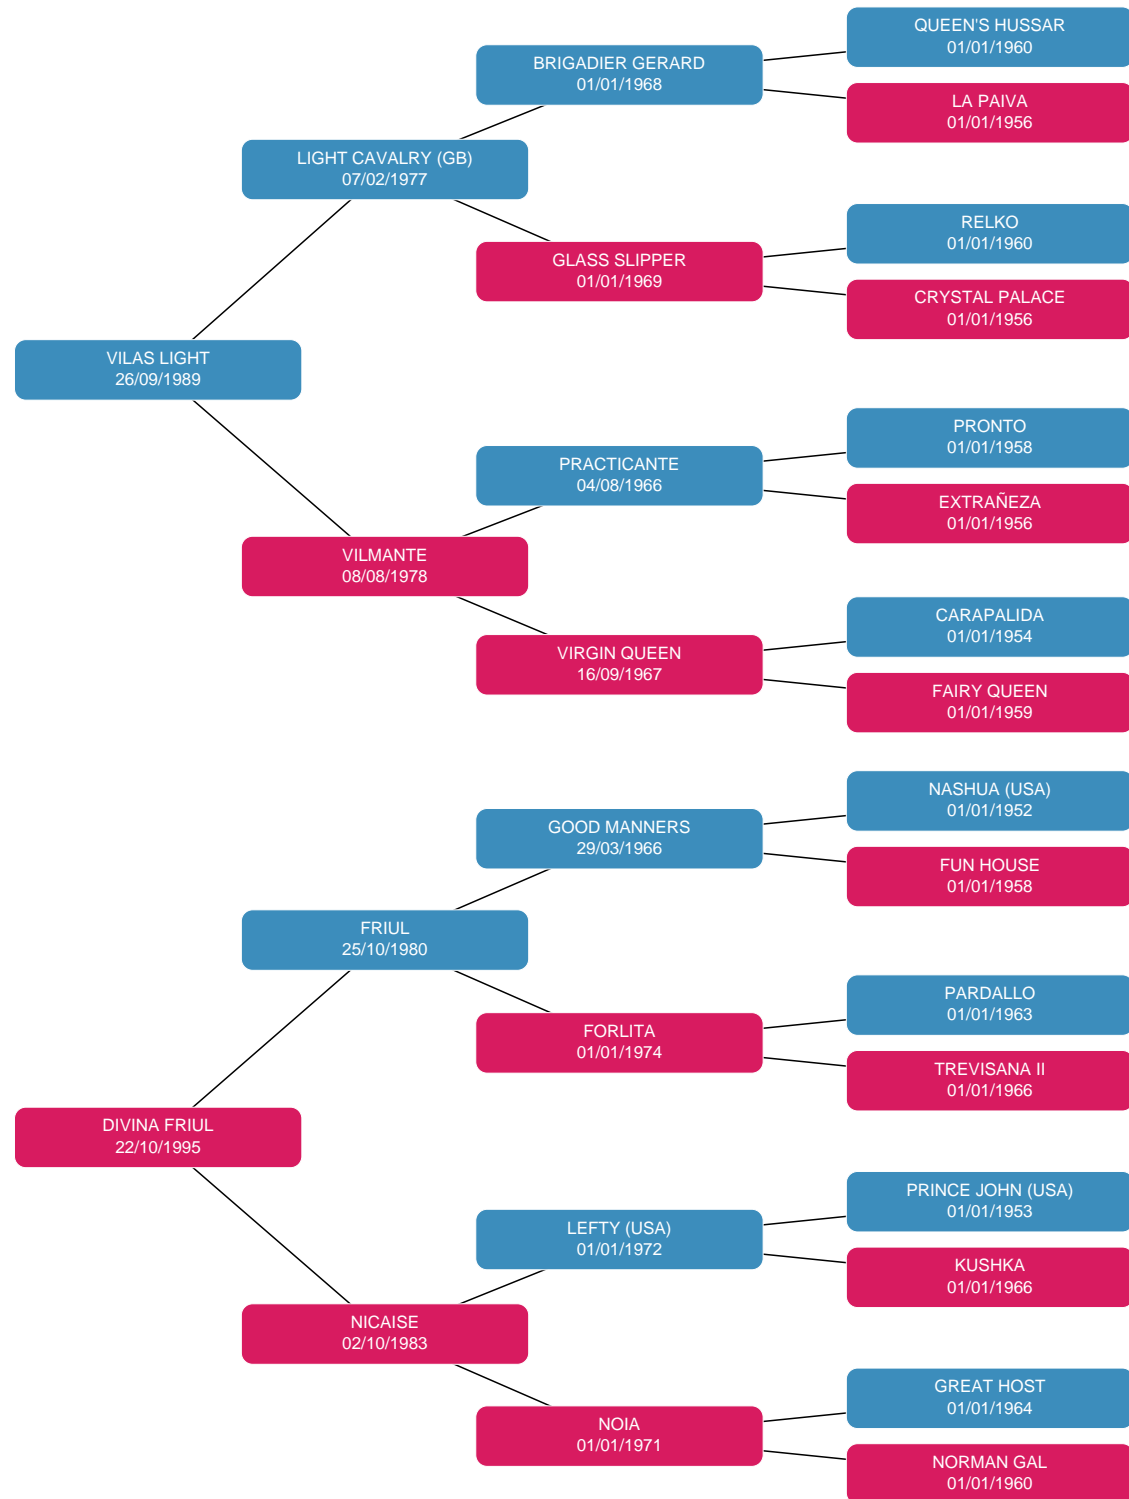 QUEEN'S HUSSAR
01/01/1960
BRIGADIER GERARD
01/01/1968
LA PAIVA
01/01/1956
LIGHT CAVALRY (GB)
07/02/1977
RELKO
01/01/1960
GLASS SLIPPER
01/01/1969
CRYSTAL PALACE
01/01/1956
VILAS LIGHT
26/09/1989
PRONTO
01/01/1958
PRACTICANTE
04/08/1966
EXTRAÑEZA
01/01/1956
VILMANTE
08/08/1978
CARAPALIDA
01/01/1954
VIRGIN QUEEN
16/09/1967
FAIRY QUEEN
01/01/1959
NASHUA (USA)
01/01/1952
GOOD MANNERS
29/03/1966
FUN HOUSE
01/01/1958
FRIUL
25/10/1980
PARDALLO
01/01/1963
FORLITA
01/01/1974
TREVISANA II
01/01/1966
DIVINA FRIUL
22/10/1995
PRINCE JOHN (USA)
01/01/1953
LEFTY (USA)
01/01/1972
KUSHKA
01/01/1966
NICAISE
02/10/1983
GREAT HOST
01/01/1964
NOIA
01/01/1971
NORMAN GAL
01/01/1960